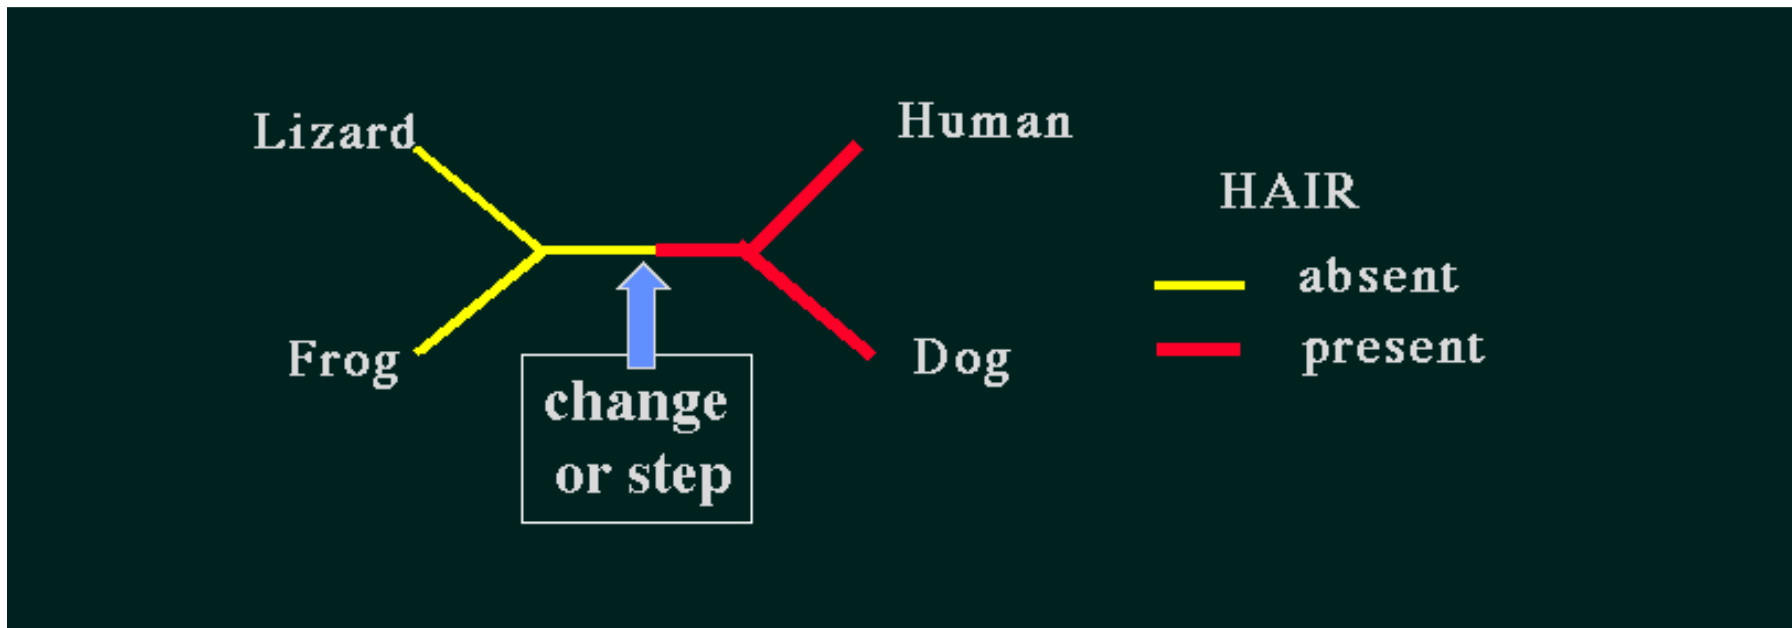 Lizard
Human
HAIR
absent
present
Frog
Dog
change
or step